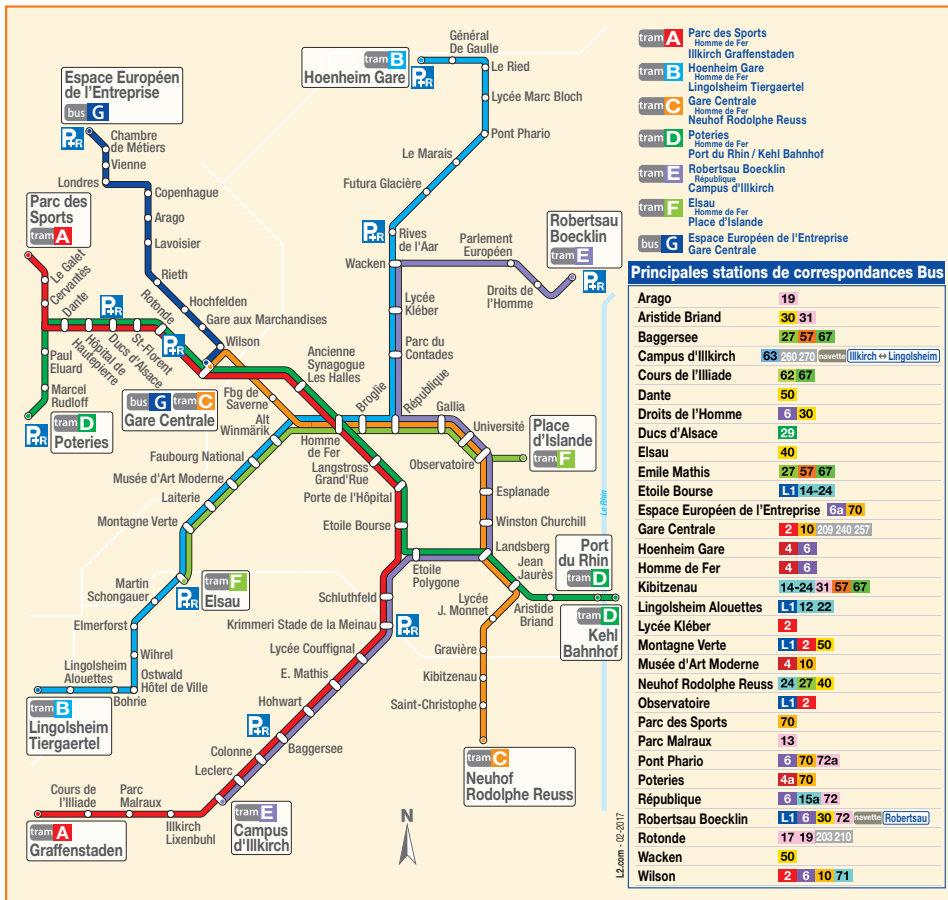 Espace Européen
de l'Entreprise
bus G
P+R
Chambre
de Métiers
Vienne
Londres
Copenhague
Arago
Lavoisier
Rieth
Hochfelden
Gare aux Marchandises
Wilson
Parc des
Sports
tram A
Le Galet
Cervantès
Dante
Hôpital de
Hautepierre
Ducs d'Alsace
St-Florent
Rotonde
P+R
P+R
Paul
Eluard
Marcel
Rudloff
P+R
tram D
Poteries
bus G tram C
Gare Centrale
tram B
Hoenheim Gare
P+R
Général
De Gaulle
Le Ried
Lycée Marc Bloch
Pont Phario
Le Marais
Futura Glacière
P+R
Rives
de l'Aar
Wacken
Parlement
Européen
Droits de
l'Homme
Robertsau
Boecklin
tram E
P+R
Lycée
Kléber
Parc du
Contades
Ancienne
Synagogue
Les Halles
Fbg de
Saverne
Alt
Winmärik
Broglie
République
Gallia
Université
Place
d'Islande
tram F
Observatoire
Homme
de Fer
Langstross
Grand'Rue
Porte de l'Hôpital
Etoile Bourse
Faubourg National
Musée d'Art Moderne
Laiterie
Montagne Verte
tram F
Elsau
P+R
Martin
Schongauer
Elmerforst
Wihrel
Ostwald
Hôtel de Ville
Bohrie
Lingolsheim
Alouettes
tram B
Lingolsheim
Tiergaertel
Esplanade
Winston Churchill
Landsberg
Jean
Jaurès
Port
du Rhin
tram D
tram D
Kehl
Bahnhof
Aristide
Briand
Etoile
Polygone
Lycée
J. Monnet
Gravière
Kibitzenau
Saint-Christophe
tram C
Neuhof
Rodolphe Reuss
Schluthfeld
Krimmeri Stade de la Meinau
P+R
Lycée Couffignal
E. Mathis
Hohwart
P+R
Baggersee
Colonne
Leclerc
tram E
Campus
d'Illkirch
Illkirch
Lixenbuhl
Parc
Malraux
Cours de
l'Illiade
tram A
Graffenstaden
N
Le Rhin
L2.com - 02-2017
tram A Parc des Sports
Homme de Fer
Illkirch Graffenstaden
tram B Hoenheim Gare
Homme de Fer
Lingolsheim Tiergaertel
tram C Gare Centrale
Homme de Fer
Neuhof Rodolphe Reuss
tram D Poteries
Homme de Fer
Port du Rhin / Kehl Bahnhof
tram E Robertsau Boecklin
République
Campus d'Illkirch
tram F Elsau
Homme de Fer
Place d'Islande
bus G Espace Européen de l'Entreprise
Gare Centrale
Principales stations de correspondances Bus
Arago 19
Aristide Briand 30 31
Baggersee 27 57 67
Campus d'Illkirch 63 260 270 navette Illkirch ↔ Lingolsheim
Cours de l'Illiade 62 67
Dante 50
Droits de l'Homme 6 30
Ducs d'Alsace 29
Elsau 40
Emile Mathis 27 57 67
Etoile Bourse L1 14-24
Espace Européen de l'Entreprise 6a 70
Gare Centrale 2 10 209 240 257
Hoenheim Gare 4 6
Homme de Fer 4 6
Kibitzenau 14-24 31 57 67
Lingolsheim Alouettes L1 12 22
Lycée Kléber 2
Montagne Verte L1 2 50
Musée d'Art Moderne 4 10
Neuhof Rodolphe Reuss 24 27 40
Observatoire L1 2
Parc des Sports 70
Parc Malraux 13
Pont Phario 6 70 72a
Poteries 4a 70
République 6 15a 72
Robertsau Boecklin L1 6 30 72 navette Robertsau
Rotonde 17 19 203 210
Wacken 50
Wilson 2 6 10 71